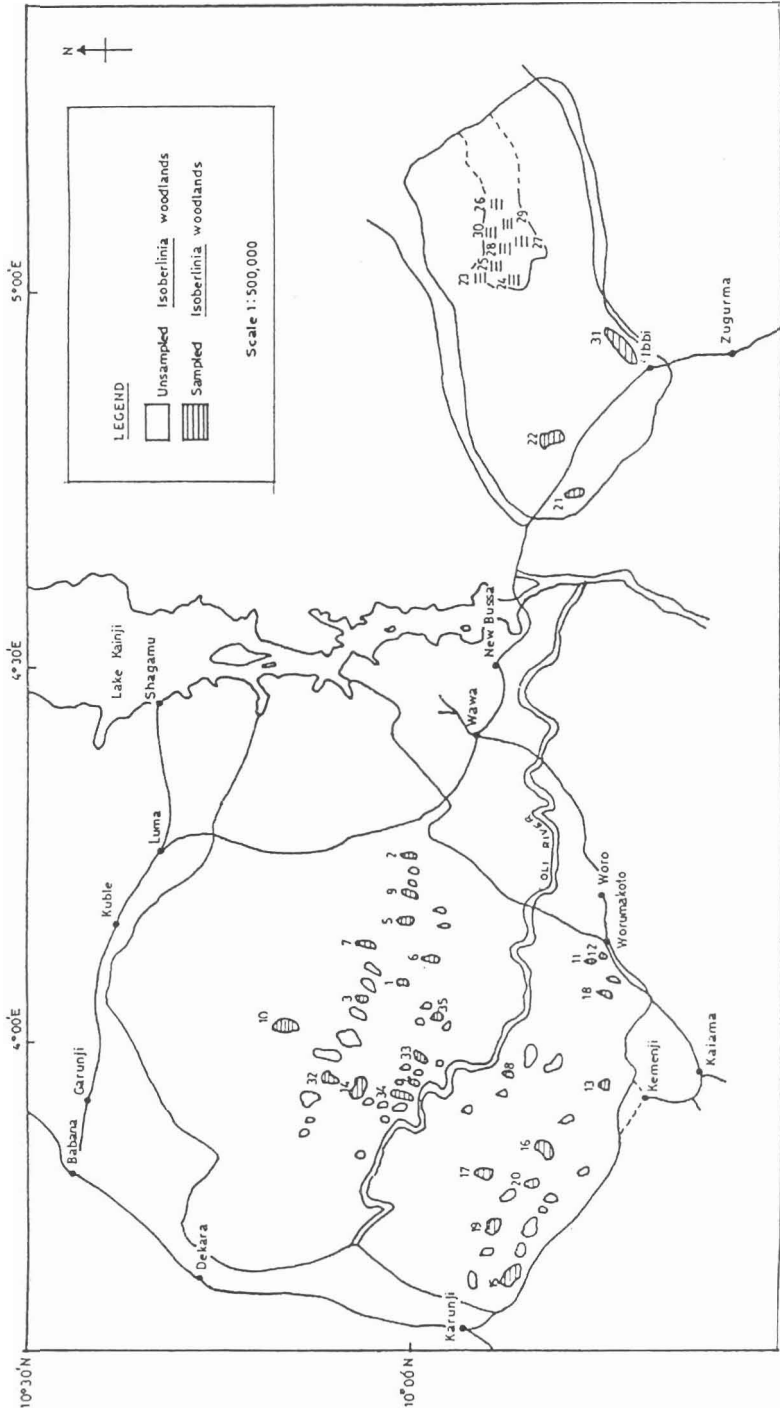 4°00'E
4°30'E
5°00'E
10°30'N
10°06'N
N
LEGEND
Unsampled Isoberlinia woodlands
Sampled Isoberlinia woodlands
Scale 1:500,000
Lake Kainji
Shagamu
Luma
Kuble
Garunji
Babana
Dekara
Karunji
Wawa
New Bussa
OLI RIVER
Woro
Worumakoto
Kaiama
Kemenji
Ibbi
Zugurma
10
7
5
9
2
3
1
6
32
14
34
33
35
8
11
12
18
13
16
17
20
19
15
21
22
31
23
25
24
28
30
26
29
27